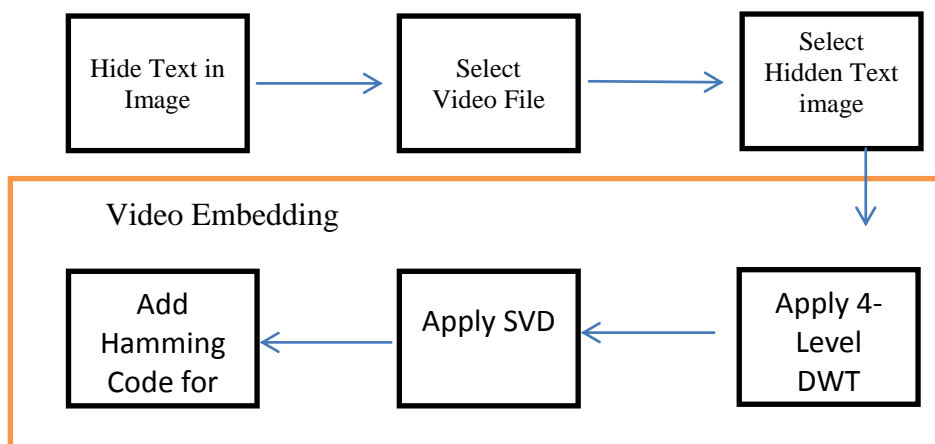 Hide Text in
Image
Select
Video File
Select
Hidden Text
image
Video Embedding
Apply 4-
Level
DWT
Apply SVD
Add
Hamming
Code for